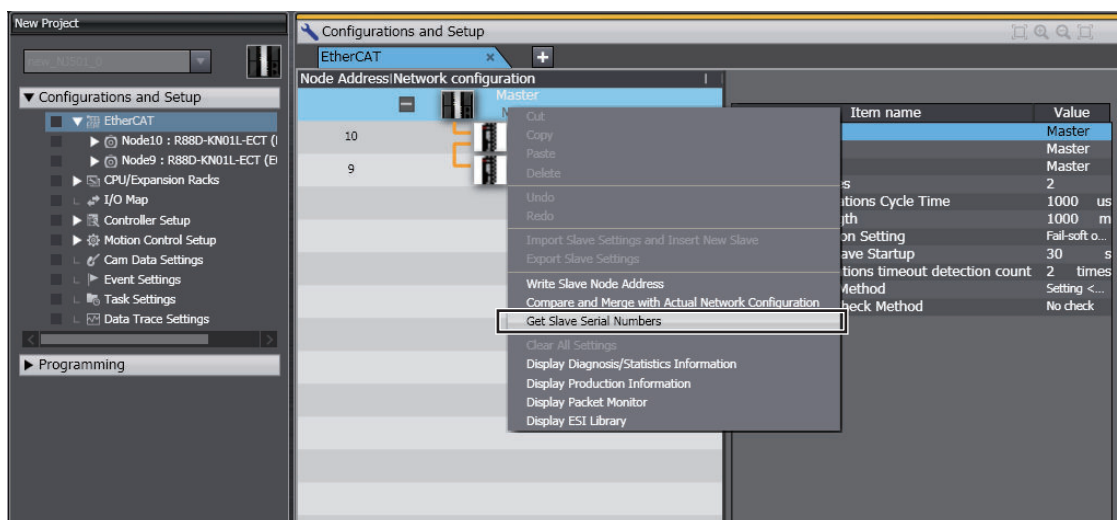 New Project
new_NJ501_0
Configurations and Setup
EtherCAT
Node10 : R88D-KN01L-ECT (
Node9 : R88D-KN01L-ECT (E
CPU/Expansion Racks
I/O Map
Controller Setup
Motion Control Setup
Cam Data Settings
Event Settings
Task Settings
Data Trace Settings
Programming
Configurations and Setup
EtherCAT
Node Address|Network configuration
Master
10
9
Cut
Copy
Paste
Delete
Undo
Redo
Import Slave Settings and Insert New Slave
Export Slave Settings
Write Slave Node Address
Compare and Merge with Actual Network Configuration
Get Slave Serial Numbers
Clear All Settings
Display Diagnosis/Statistics Information
Display Production Information
Display Packet Monitor
Display ESI Library
Item name Value
Master
Master
Master
es 2
ations Cycle Time 1000 us
gth 1000 m
on Setting Fail-soft o...
ave Startup 30 s
tions timeout detection count 2 times
Method Setting <...
heck Method No check